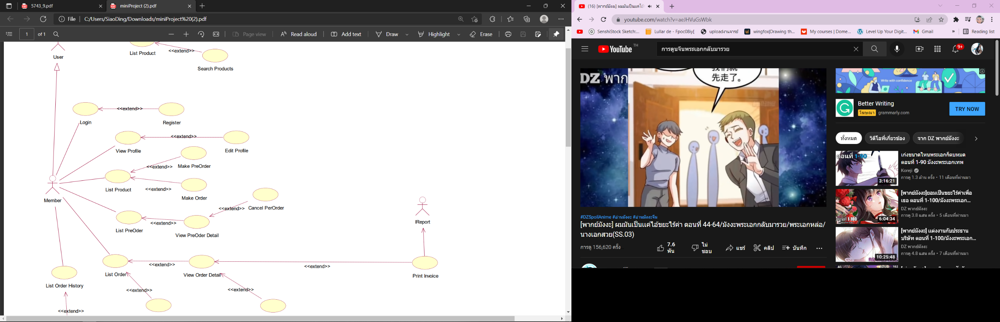 5743_9.pdf
miniProject (2).pdf
File
C:/Users/SiaoDing/Downloads/miniProject%20(2).pdf
1 of 1
Page view
Read aloud
Add text
Draw
Highlight
Erase
User
List Product
<<extend>>
Search Products
<<extend>>
Login
Register
<<extend>>
View Profile
Edit Profile
<<extend>>
Make PreOrder
List Product
<<extend>>
Make Order
Member
<<extend>>
Cancel PerOrder
<<extend>>
List PreOder
View PreOder Detail
IReport
<<extend>>
<<extend>>
List Order
View Order Detail
Print Invoice
List Order History
<<extend>>
<<extend>>
<<extend>>
youtube.com/watch?v=aeJHVuGsWbk
SenshiStock Sketch:...
Lullar de - Fpoc08iy[
uploadงานจารย์
wingfox|Drawing th...
My courses | Dome...
Level Up Your Digit...
Gmail
»
Reading list
YouTube TH
การตูนจีนพระเอกกลับมารวย
9+
DZ พาก
先走了。
Write with confidence
Better Writing
โฆษณา grammarly.com
TRY NOW
ทั้งหมด
วิดีโอที่เกี่ยวข้อง
จาก DZ พากย์มังงะ
ตอนที่ 1-90
3:16:21
เก่งขนาดไหนพระเอกก็ตบหมด
ตอนที่ 1-90 มังงะพระเอกเทพ
Koreji
การดู 1.3 ล้าน ครั้ง • 11 เดือนที่ผ่านมา
ตอนที่ 1-100
6:04:34
[พากย์มังงะ]ยอมเป็นขยะไร้ค่าเพื่อ
เธอ ตอนที่ 1-100/มังงะพระเอก...
DZ พากย์มังงะ
การดู 3.8 แสน ครั้ง • 5 เดือนที่ผ่านมา
10:25:48
[พากย์มังงะ] แต่งงานกับประธาน
บริษัท ตอนที่ 1-100/มังงะพระเอก...
DZ พากย์มังงะ
การดู 4.8 แสน ครั้ง • 7 เดือนที่ผ่านมา
#DZSpoilAnime #อ่านมังงะ #อ่านมังงะจีน
[พากย์มังงะ] ผมมันเป็นแค่ไอ้ขยะไร้ค่า ตอนที่ 44-64/มังงะพระเอกกลับมารวย/พระเอกหล่อ/
นางเอกสวย(SS.03)
การดู 156,620 ครั้ง
7.6
พัน
ไม่
ชอบ
แชร์
คลิป
บันทึก